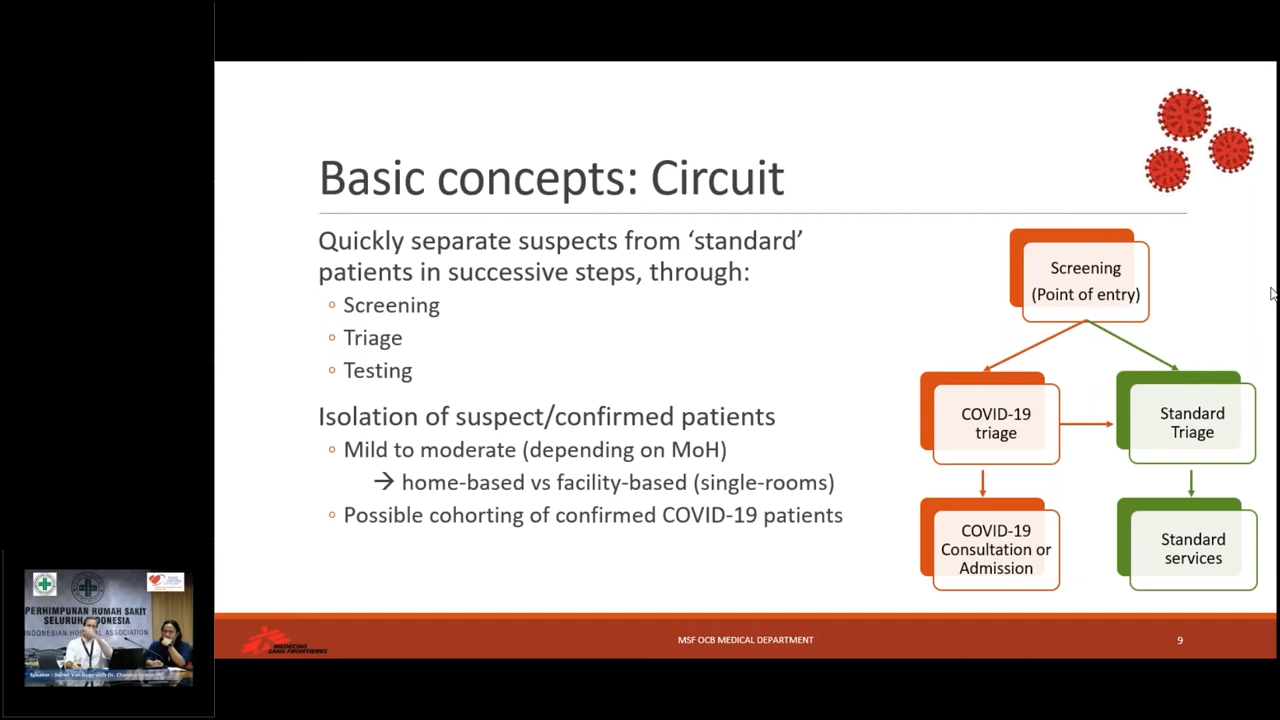 Basic concepts: Circuit
Quickly separate suspects from ‘standard’
patients in successive steps, through:
Screening
Triage
Testing
Isolation of suspect/confirmed patients
Mild to moderate (depending on MoH)
→ home-based vs facility-based (single-rooms)
Possible cohorting of confirmed COVID-19 patients
Screening
(Point of entry)
COVID-19
triage
Standard
Triage
COVID-19
Consultation or
Admission
Standard
services
MEDECINS
SANS FRONTIERES
MSF OCB MEDICAL DEPARTMENT
9
PERHIMPUNAN RUMAH SAKIT
SELURUH INDONESIA
INDONESIAN HOSPITAL ASSOCIATION